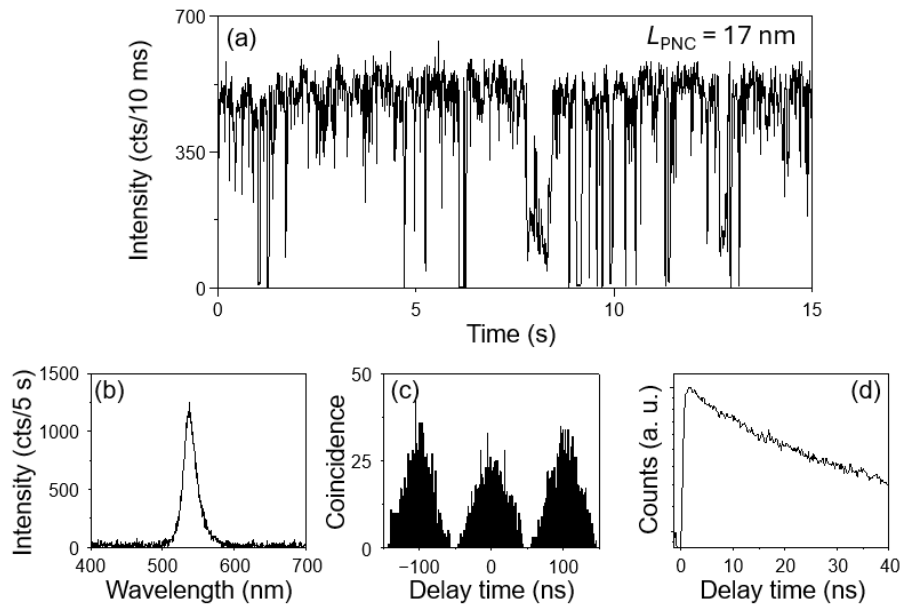 (a)
L_PNC = 17 nm
Intensity (cts/10 ms)
700
350
0
0 5 10 15
Time (s)
(b)
Intensity (cts/5 s)
1500
1000
500
0
400 500 600 700
Wavelength (nm)
(c)
Coincidence
50
25
0
−100 0 100
Delay time (ns)
(d)
Counts (a. u.)
0 10 20 30 40
Delay time (ns)